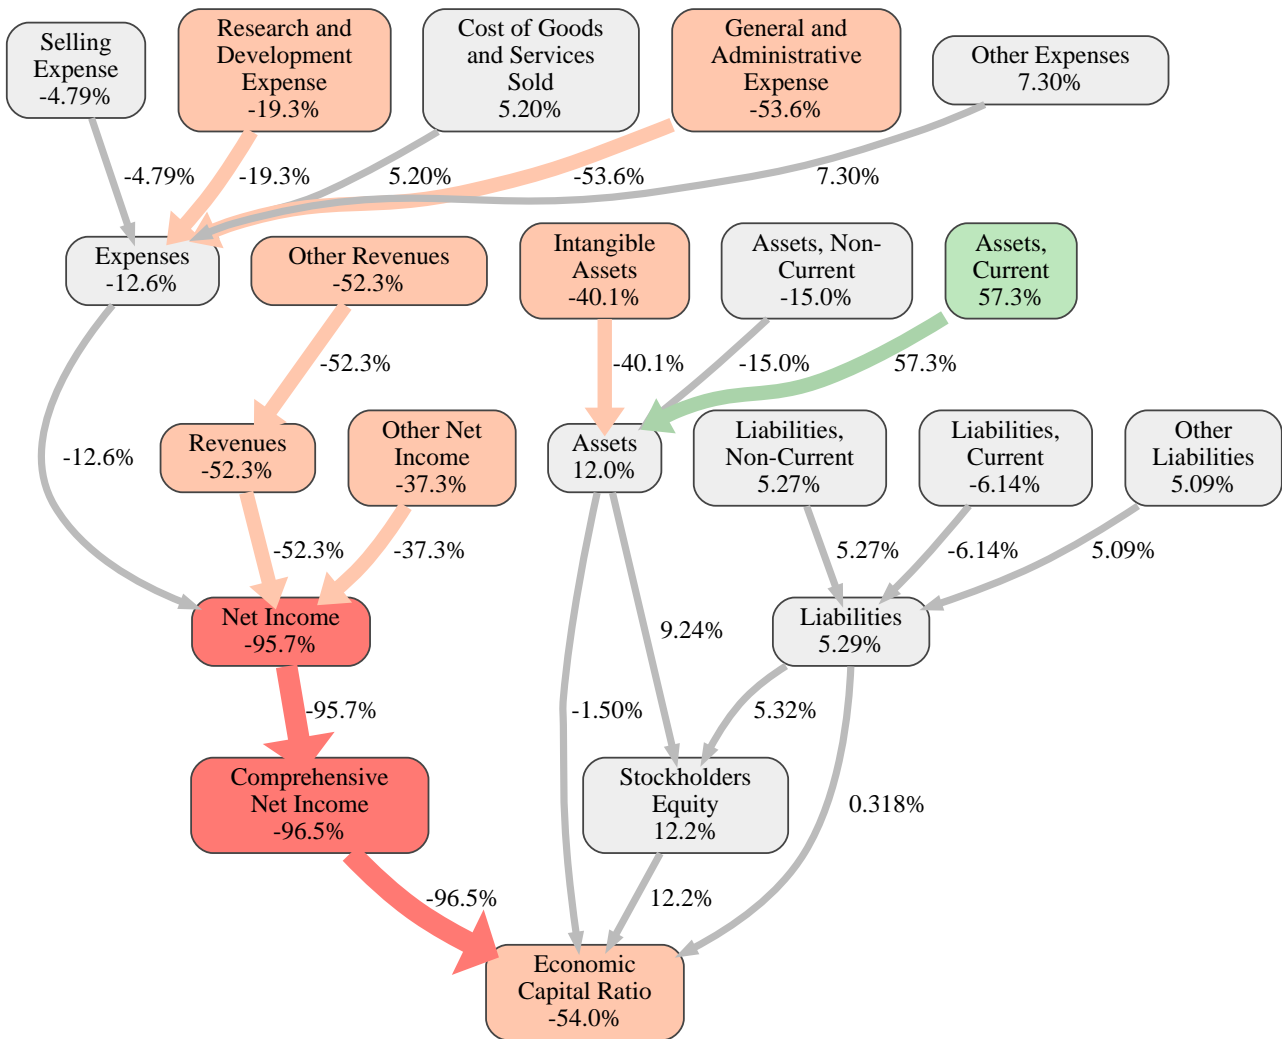 Selling
Expense
-4.79%
Research and
Development
Expense
-19.3%
Cost of Goods
and Services
Sold
5.20%
General and
Administrative
Expense
-53.6%
Other Expenses
7.30%
-4.79%
-19.3%
5.20%
-53.6%
7.30%
Expenses
-12.6%
Other Revenues
-52.3%
Intangible
Assets
-40.1%
Assets, Non-
Current
-15.0%
Assets,
Current
57.3%
-52.3%
-40.1%
-15.0%
57.3%
-12.6%
Revenues
-52.3%
Other Net
Income
-37.3%
Assets
12.0%
Liabilities,
Non-Current
5.27%
Liabilities,
Current
-6.14%
Other
Liabilities
5.09%
-52.3%
-37.3%
5.27%
-6.14%
5.09%
Net Income
-95.7%
9.24%
Liabilities
5.29%
-95.7%
-1.50%
5.32%
0.318%
Comprehensive
Net Income
-96.5%
Stockholders
Equity
12.2%
-96.5%
12.2%
Economic
Capital Ratio
-54.0%